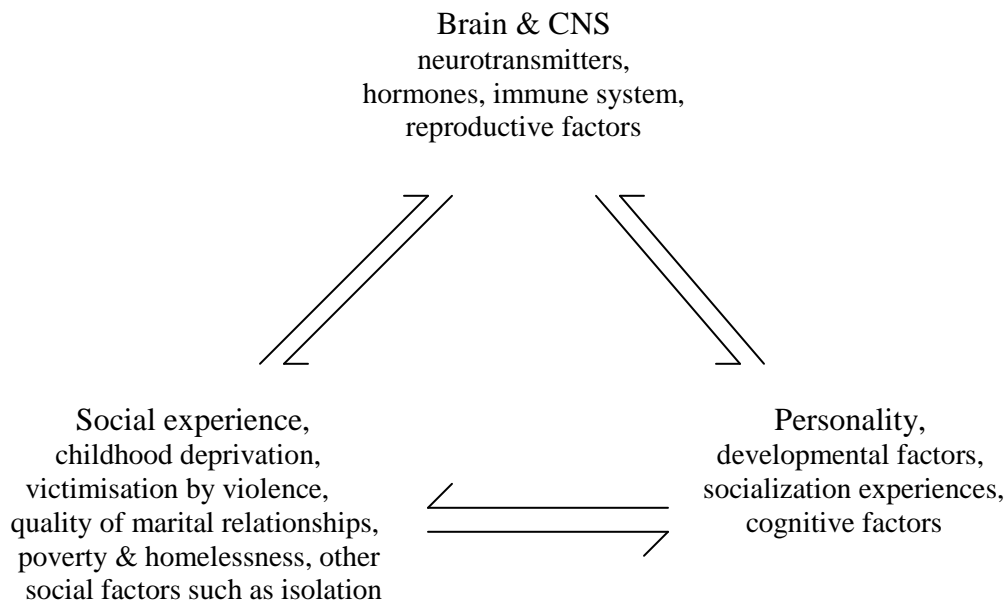 Brain & CNS
neurotransmitters,
hormones, immune system,
reproductive factors
Social experience,
childhood deprivation,
victimisation by violence,
quality of marital relationships,
poverty & homelessness, other
social factors such as isolation
Personality,
developmental factors,
socialization experiences,
cognitive factors